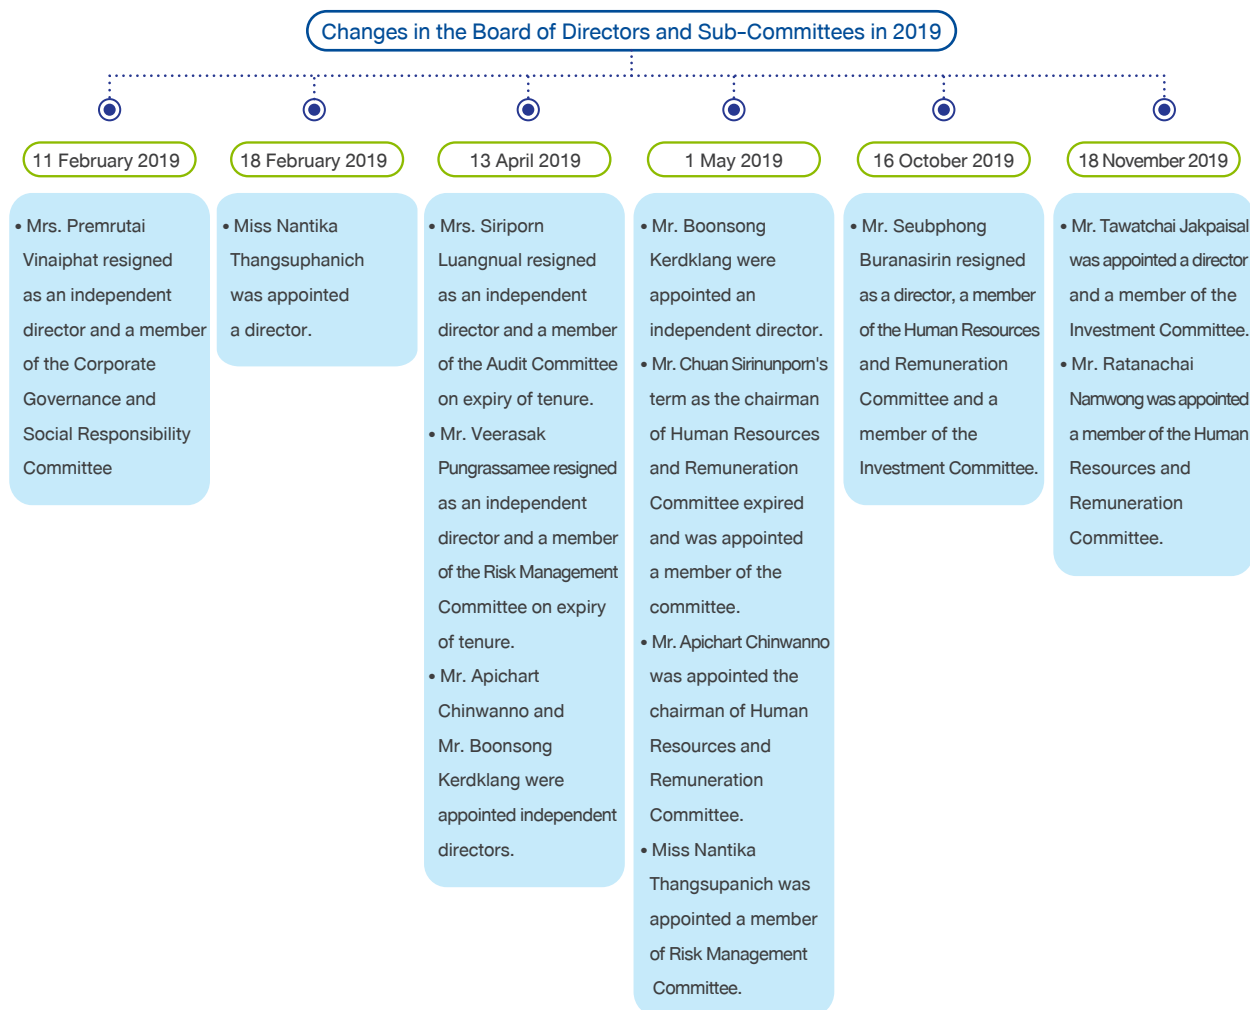 Changes in the Board of Directors and Sub-Committees in 2019
11 February 2019
• Mrs. Premrutai
Vinaiphat resigned
as an independent
director and a member
of the Corporate
Governance and
Social Responsibility
Committee
18 February 2019
• Miss Nantika
Thangsuphanich
was appointed
a director.
13 April 2019
• Mrs. Siriporn
Luangnual resigned
as an independent
director and a member
of the Audit Committee
on expiry of tenure.
• Mr. Veerasak
Pungrassamee resigned
as an independent
director and a member
of the Risk Management
Committee on expiry
of tenure.
• Mr. Apichart
Chinwanno and
Mr. Boonsong
Kerdklang were
appointed independent
directors.
1 May 2019
• Mr. Boonsong
Kerdklang were
appointed an
independent director.
• Mr. Chuan Sirinunporn's
term as the chairman
of Human Resources
and Remuneration
Committee expired
and was appointed
a member of the
committee.
• Mr. Apichart Chinwanno
was appointed the
chairman of Human
Resources and
Remuneration
Committee.
• Miss Nantika
Thangsupanich was
appointed a member
of Risk Management
Committee.
16 October 2019
• Mr. Seubphong
Buranasirin resigned
as a director, a member
of the Human Resources
and Remuneration
Committee and a
member of the
Investment Committee.
18 November 2019
• Mr. Tawatchai Jakpaisal
was appointed a director
and a member of the
Investment Committee.
• Mr. Ratanachai
Namwong was appointed
a member of the Human
Resources and
Remuneration
Committee.